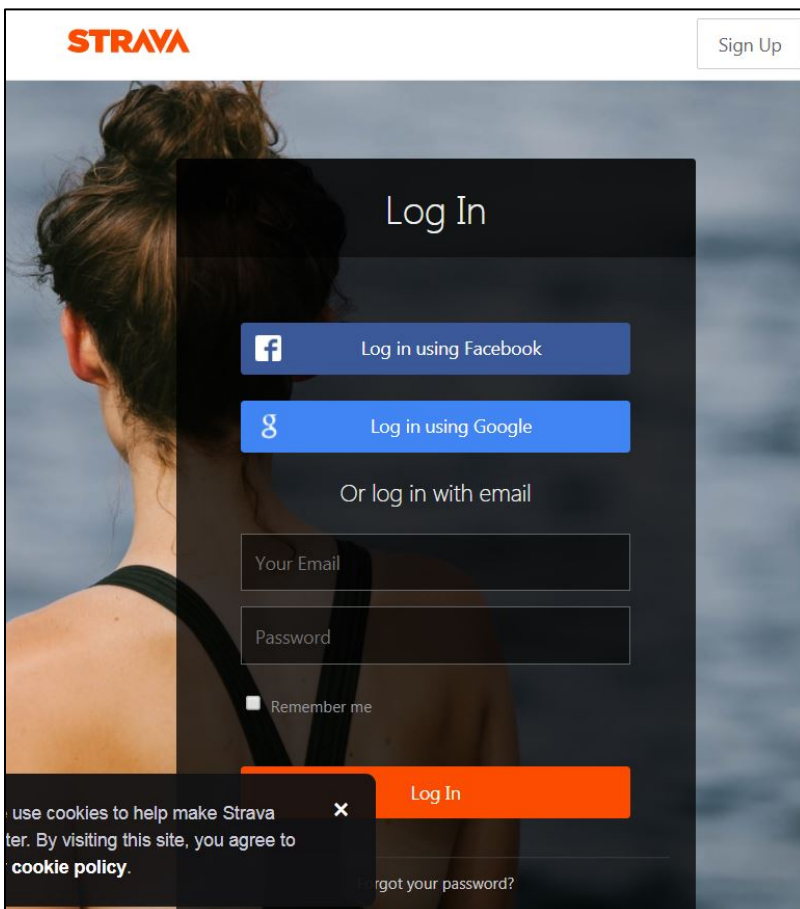 STRAVA
Sign Up
Log In
Log in using Facebook
Log in using Google
Or log in with email
Your Email
Password
Remember me
Log In
use cookies to help make Strava
ter. By visiting this site, you agree to
cookie policy.
rgot your password?